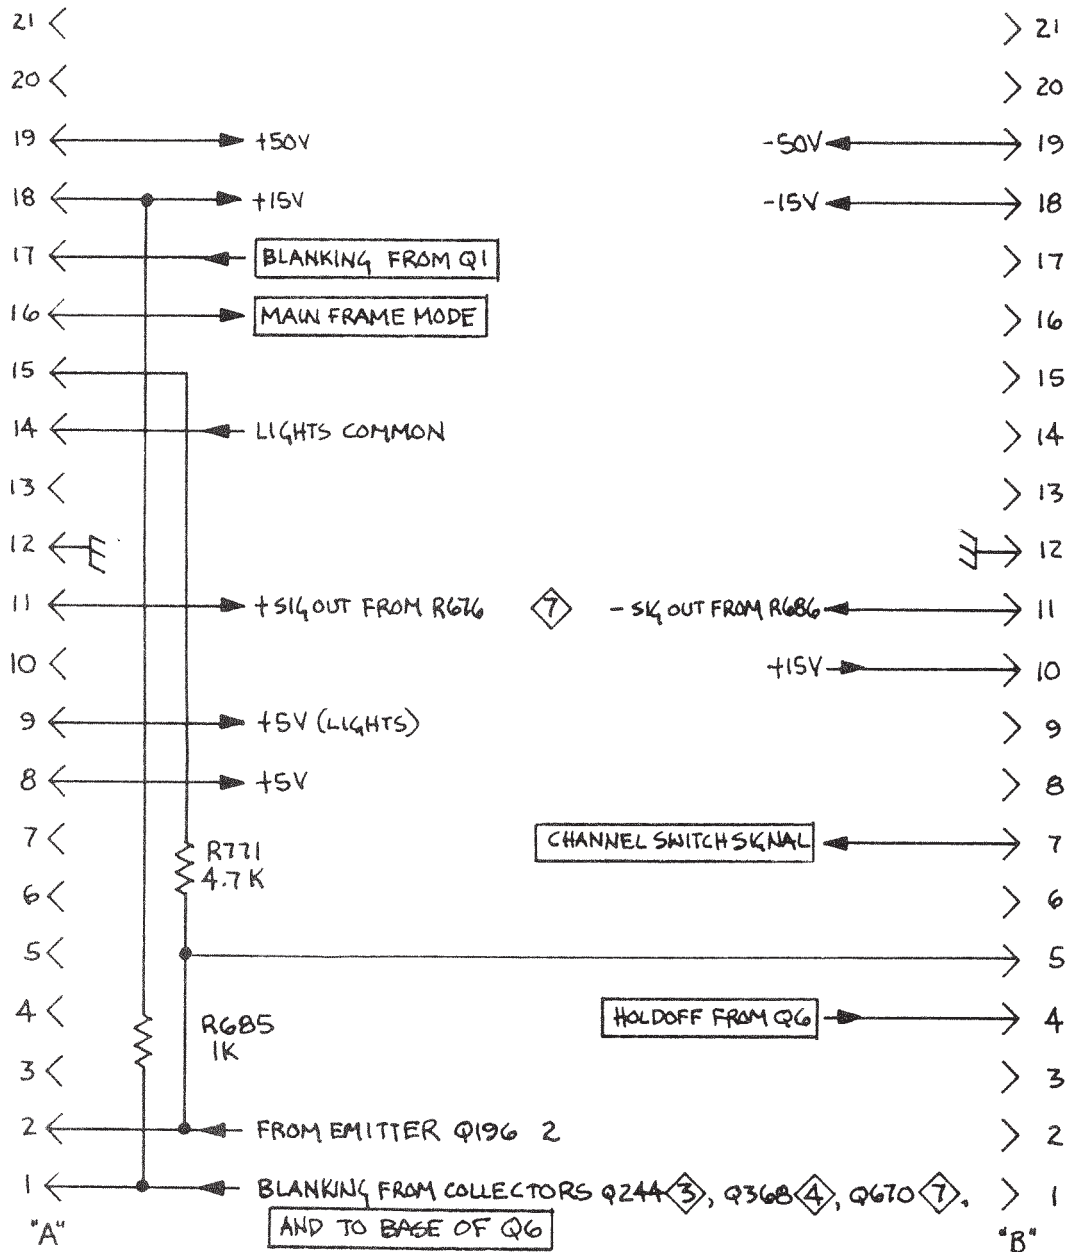 21 21
20 20
19 +50V -50V 19
18 +15V -15V 18
17 BLANKING FROM Q1 17
16 MAIN FRAME MODE 16
15 15
14 LIGHTS COMMON 14
13 13
12 12
11 +SIG OUT FROM R676 7 -SIG OUT FROM R686 11
10 +15V 10
9 +5V (LIGHTS) 9
8 +5V 8
7 CHANNEL SWITCH SIGNAL 7
R771
4.7K
6 6
5 5
4 HOLDOFF FROM Q6 4
R685
1K
3 3
2 FROM EMITTER Q196 2 2
1 BLANKING FROM COLLECTORS Q244 3, Q368 4, Q670 7. 1
AND TO BASE OF Q6
"A" "B"